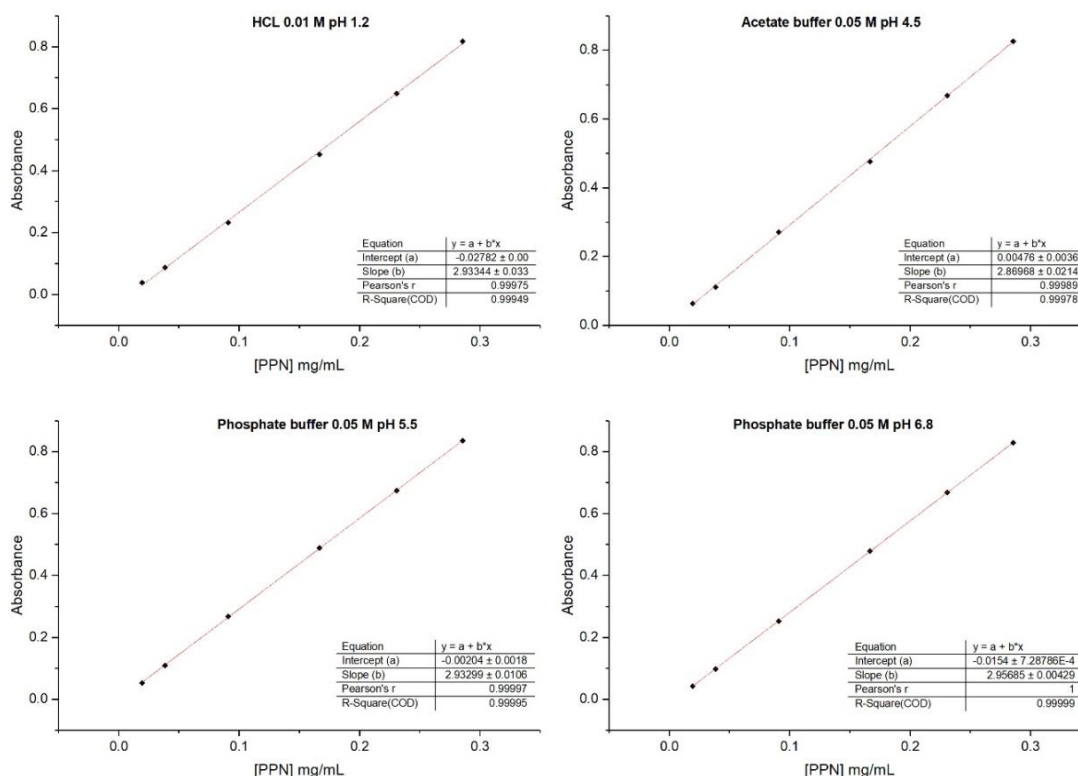 HCL 0.01 M pH 1.2
0.8
0.6
0.4
0.2
0.0
Absorbance
0.0 0.1 0.2 0.3
[PPN] mg/mL
Equation y = a + b*x
Intercept (a) -0.02782 ± 0.00
Slope (b) 2.93344 ± 0.033
Pearson's r 0.99975
R-Square(COD) 0.99949
Acetate buffer 0.05 M pH 4.5
0.8
0.6
0.4
0.2
0.0
Absorbance
0.0 0.1 0.2 0.3
[PPN] mg/mL
Equation y = a + b*x
Intercept (a) 0.00476 ± 0.0036
Slope (b) 2.86968 ± 0.0214
Pearson's r 0.99989
R-Square(COD) 0.99978
Phosphate buffer 0.05 M pH 5.5
0.8
0.6
0.4
0.2
0.0
Absorbance
0.0 0.1 0.2 0.3
[PPN] mg/mL
Equation y = a + b*x
Intercept (a) -0.00204 ± 0.0018
Slope (b) 2.93299 ± 0.0106
Pearson's r 0.99997
R-Square(COD) 0.99995
Phosphate buffer 0.05 M pH 6.8
0.8
0.6
0.4
0.2
0.0
Absorbance
0.0 0.1 0.2 0.3
[PPN] mg/mL
Equation y = a + b*x
Intercept (a) -0.0154 ± 7.28786E-4
Slope (b) 2.95685 ± 0.00429
Pearson's r 1
R-Square(COD) 0.99999